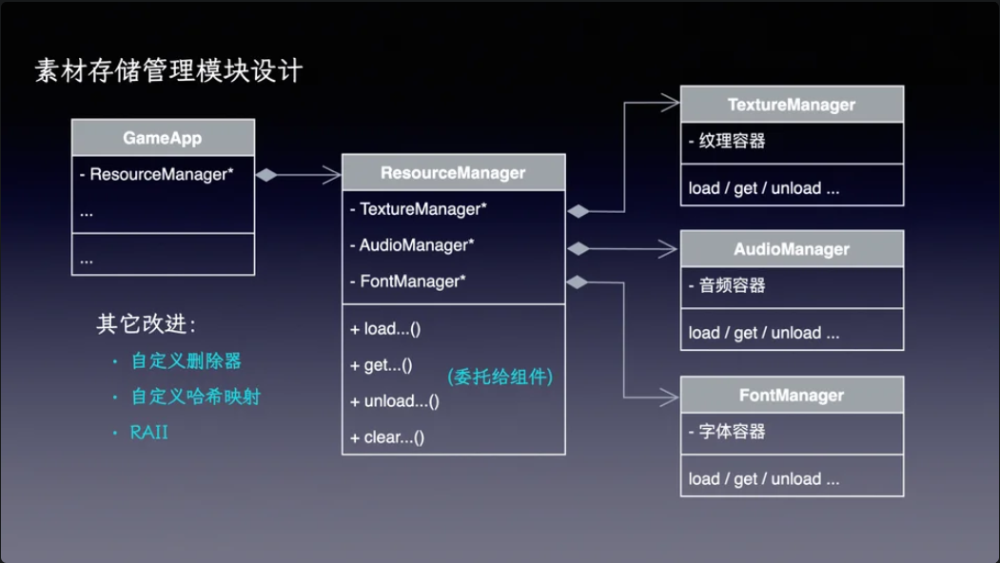 素材存储管理模块设计
GameApp
- ResourceManager*
...
...
其它改进：
· 自定义删除器
· 自定义哈希映射
· RAII
ResourceManager
- TextureManager*
- AudioManager*
- FontManager*
+ load...()
+ get...()
(委托给组件)
+ unload...()
+ clear...()
TextureManager
- 纹理容器
load / get / unload ...
AudioManager
- 音频容器
load / get / unload ...
FontManager
- 字体容器
load / get / unload ...